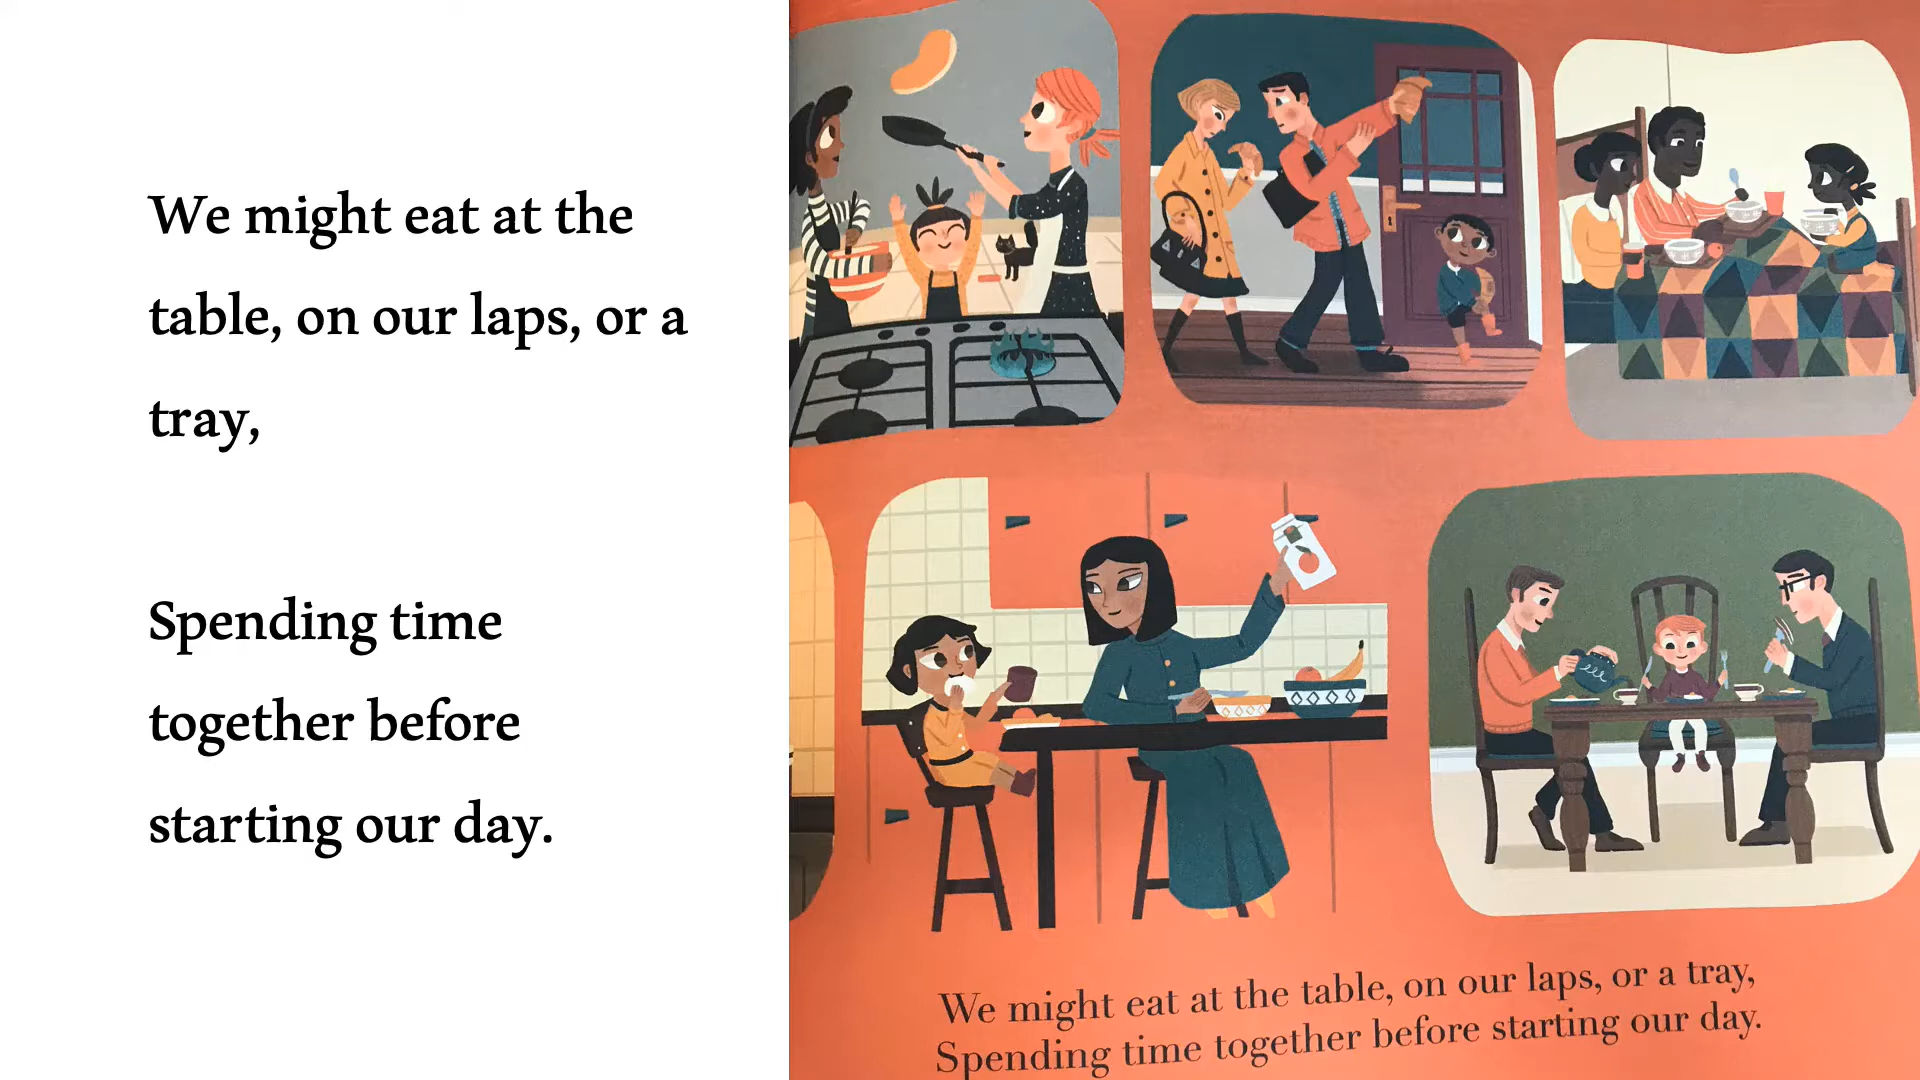 We might eat at the
table, on our laps, or a
tray,
Spending time
together before
starting our day.
We might eat at the table, on our laps, or a tray,
Spending time together before starting our day.